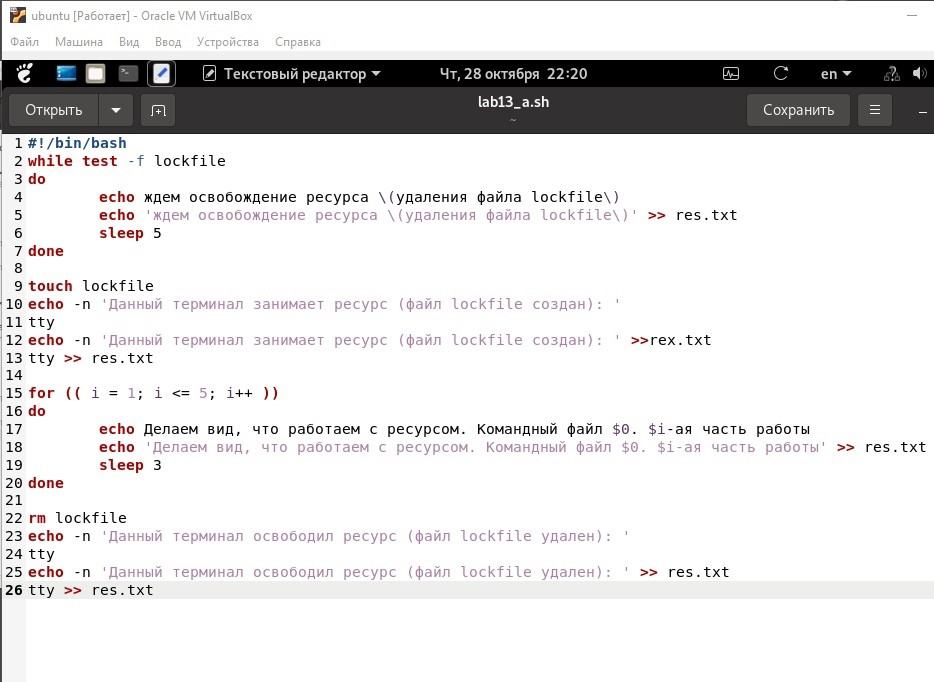 ubuntu [Работает] - Oracle VM VirtualBox
Файл Машина Вид Ввод Устройства Справка
Текстовый редактор Чт, 28 октября 22:20 en
Открыть lab13_a.sh Сохранить
~
1 #!/bin/bash
2 while test -f lockfile
3 do
4 echo ждем освобождение ресурса \(удаления файла lockfile\)
5 echo 'ждем освобождение ресурса \(удаления файла lockfile\)' >> res.txt
6 sleep 5
7 done
8
9 touch lockfile
10 echo -n 'Данный терминал занимает ресурс (файл lockfile создан): '
11 tty
12 echo -n 'Данный терминал занимает ресурс (файл lockfile создан): ' >>rex.txt
13 tty >> res.txt
14
15 for (( i = 1; i <= 5; i++ ))
16 do
17 echo Делаем вид, что работаем с ресурсом. Командный файл $0. $i-ая часть работы
18 echo 'Делаем вид, что работаем с ресурсом. Командный файл $0. $i-ая часть работы' >> res.txt
19 sleep 3
20 done
21
22 rm lockfile
23 echo -n 'Данный терминал освободил ресурс (файл lockfile удален): '
24 tty
25 echo -n 'Данный терминал освободил ресурс (файл lockfile удален): ' >> res.txt
26 tty >> res.txt